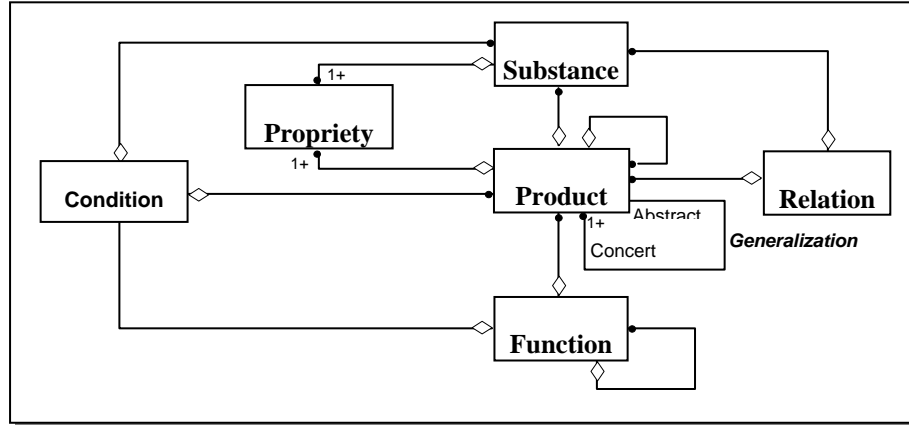 Substance
1+
Propriety
1+
Condition
Product
Relation
Abstract
1+
Concert
Generalization
Function